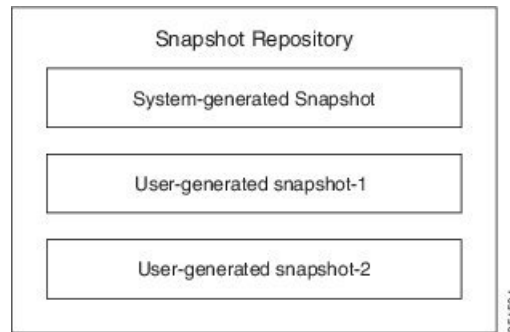 Snapshot Repository
System-generated Snapshot
User-generated snapshot-1
User-generated snapshot-2